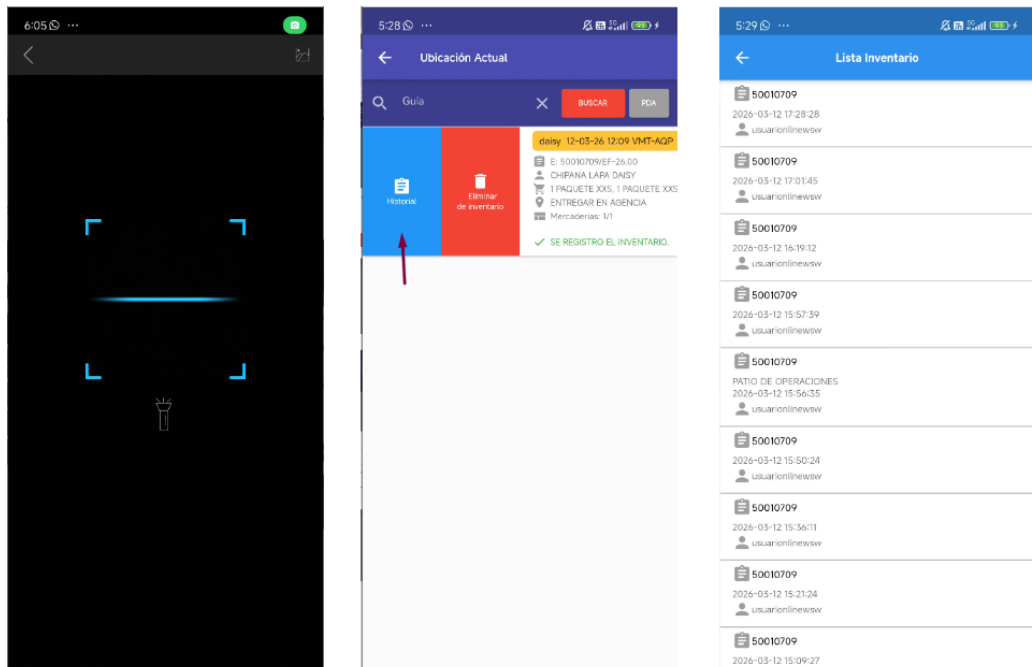 6:05 ···
5:28 ···
5G
93
Ubicación Actual
Guía
BUSCAR
PDA
Historial
Eliminar
de inventario
daisy 12-03-26 12:09 VMT-AQP
E: 50010709/EF-26.00
CHIPANA LAPA DAISY
1 PAQUETE XXS, 1 PAQUETE XXS
ENTREGAR EN AGENCIA
Mercaderias: 1/1
SE REGISTRO EL INVENTARIO.
5:29 ···
5G
93
Lista Inventario
50010709
2026-03-12 17:28:28
usuarionlinewsw
50010709
2026-03-12 17:01:45
usuarionlinewsw
50010709
2026-03-12 16:19:12
usuarionlinewsw
50010709
2026-03-12 15:57:39
usuarionlinewsw
50010709
PATIO DE OPERACIONES
2026-03-12 15:56:35
usuarionlinewsw
50010709
2026-03-12 15:50:24
usuarionlinewsw
50010709
2026-03-12 15:36:11
usuarionlinewsw
50010709
2026-03-12 15:21:24
usuarionlinewsw
50010709
2026-03-12 15:09:27